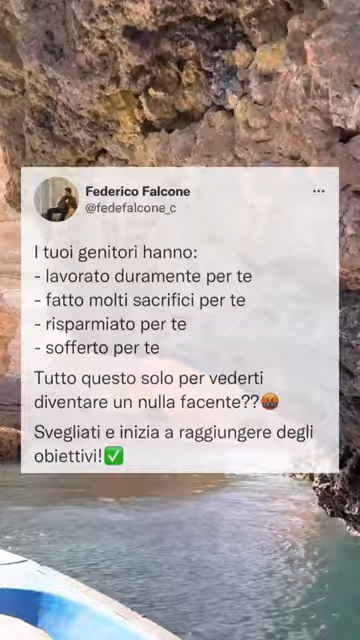 Federico Falcone
@fedefalcone_c
I tuoi genitori hanno:
- lavorato duramente per te
- fatto molti sacrifici per te
- risparmiato per te
- sofferto per te
Tutto questo solo per vederti
diventare un nulla facente??🤬
Svegliati e inizia a raggiungere degli
obiettivi!✅